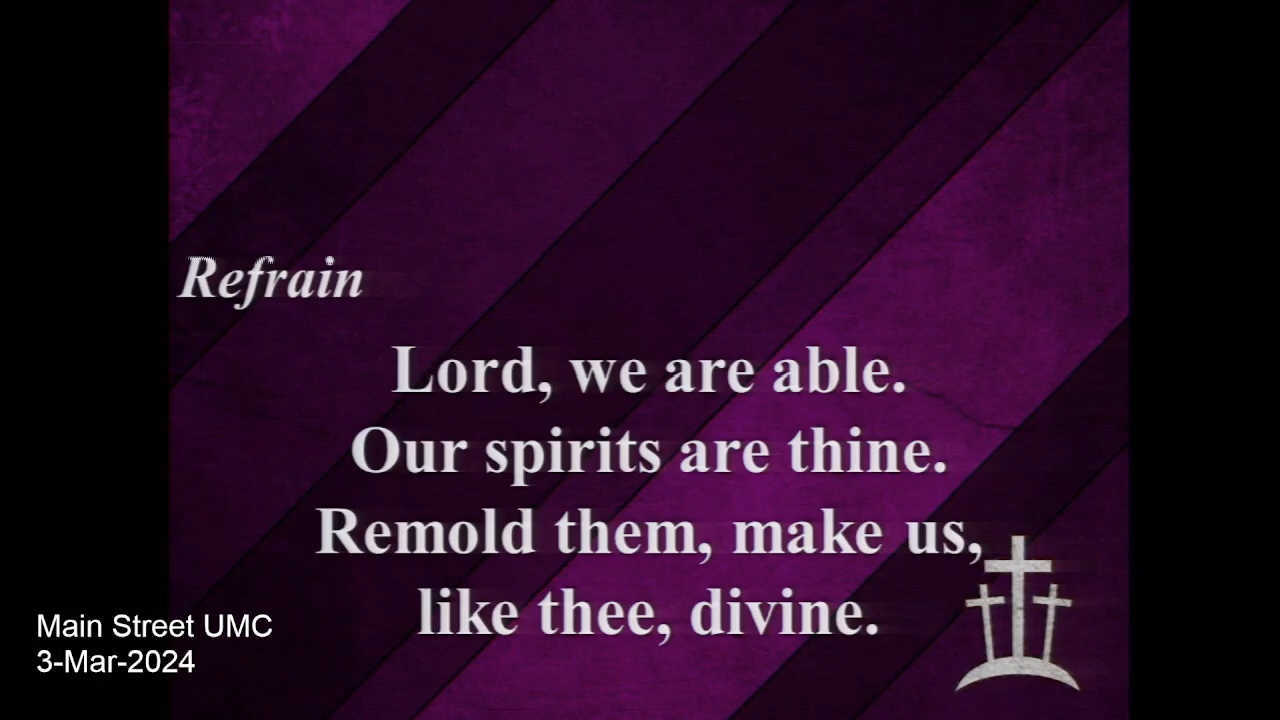 Refrain
Lord, we are able.
Our spirits are thine.
Remold them, make us,
like thee, divine.
Main Street UMC
3-Mar-2024